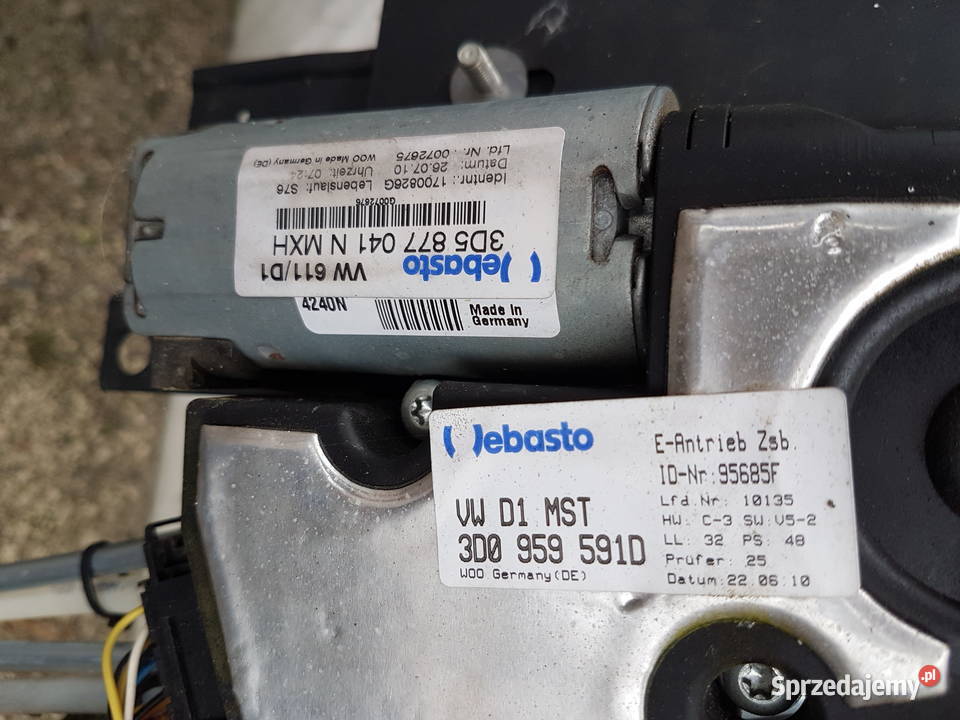 Webasto
VW 611/D1
3D5 877 041 N MXH
G0072676
Identnr.: 1700826G Lebenslauf: S76
Datum: 26.07.10 Uhrzeit: 07:24
Lfd. Nr.: 0072675 WOO Made in Germany (DE)
4240N
Made in
Germany
Webasto
E-Antrieb Zsb.
ID-Nr:95685F
Lfd.Nr: 10135
HW: C-3 SW:V5-2
LL: 32 PS: 48
Prüfer: 25
Datum:22.06.10
VW D1 MST
3D0 959 591D
WOO Germany(DE)
Sprzedajemy.pl